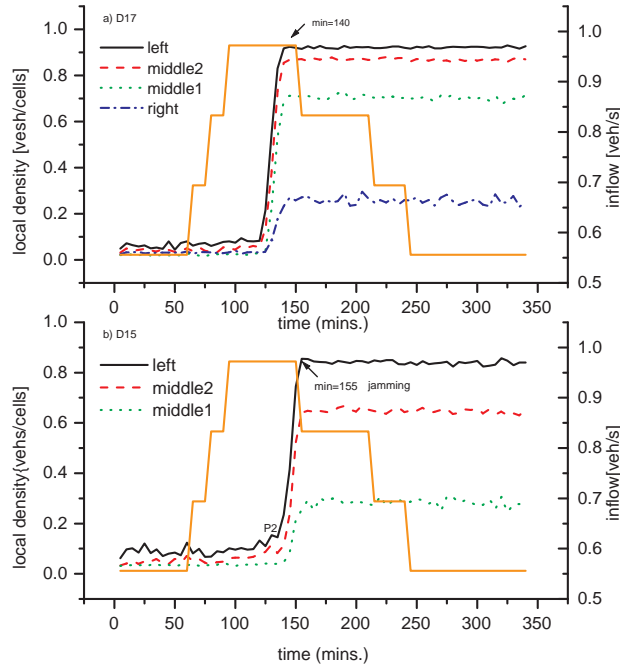 a) D17
min=140
left
middle2
middle1
right
local density [vesh/cells]
inflow [veh/s]
1.0
0.8
0.6
0.4
0.2
0.0
1.0
0.9
0.8
0.7
0.6
0.5
0 50 100 150 200 250 300 350
time (mins.)
b) D15
left
middle2
middle1
min=155 jamming
P2
local density{vehs/cells]
inflow[veh/s]
1.0
0.8
0.6
0.4
0.2
0.0
1.0
0.9
0.8
0.7
0.6
0.5
0 50 100 150 200 250 300 350
time (mins.)